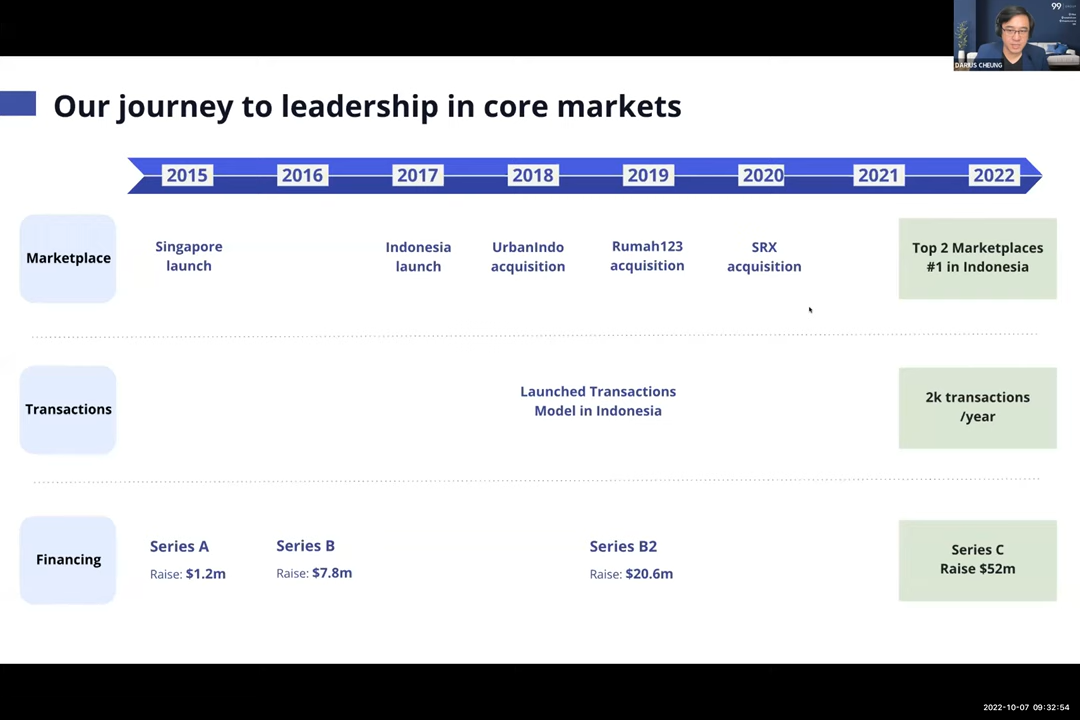 99
DARIUS CHEUNG
Our journey to leadership in core markets
2015 2016 2017 2018 2019 2020 2021 2022
Marketplace
Singapore
launch
Indonesia
launch
UrbanIndo
acquisition
Rumah123
acquisition
SRX
acquisition
Top 2 Marketplaces
#1 in Indonesia
Transactions
Launched Transactions
Model in Indonesia
2k transactions
/year
Financing
Series A
Raise: $1.2m
Series B
Raise: $7.8m
Series B2
Raise: $20.6m
Series C
Raise $52m
2022-10-07 09:32:54